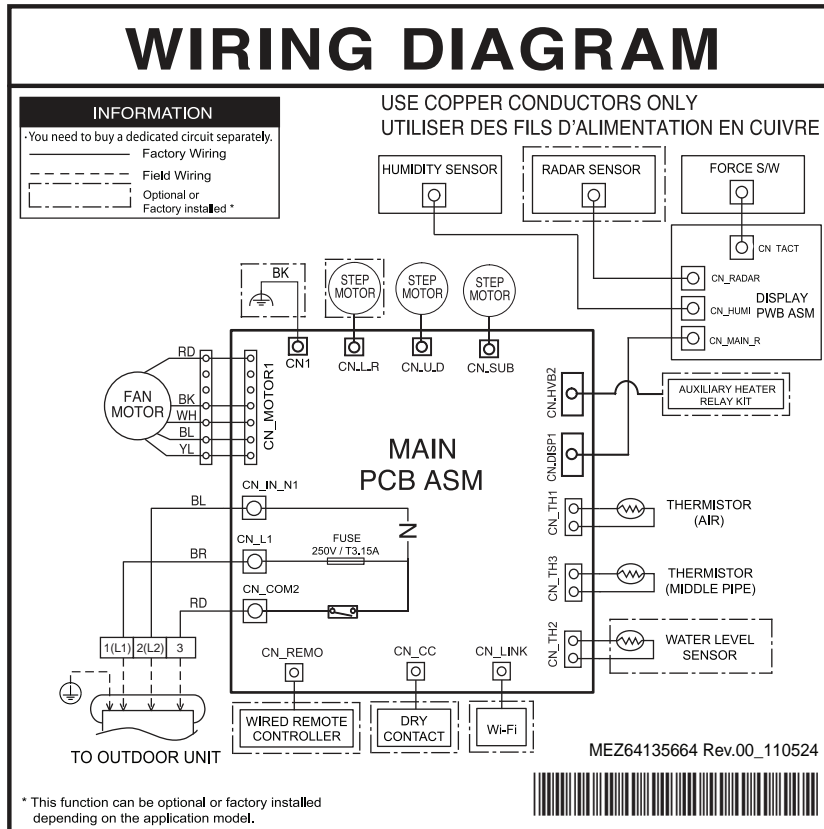 WIRING DIAGRAM
INFORMATION
·You need to buy a dedicated circuit separately.
Factory Wiring
Field Wiring
Optional or
Factory installed *
USE COPPER CONDUCTORS ONLY
UTILISER DES FILS D'ALIMENTATION EN CUIVRE
HUMIDITY SENSOR
RADAR SENSOR
FORCE S/W
CN_TACT
CN_RADAR
CN_HUMI
CN_MAIN_R
DISPLAY
PWB ASM
BK
STEP
MOTOR
STEP
MOTOR
STEP
MOTOR
CN1
CN_L_R
CN_U_D
CN_SUB
FAN
MOTOR
RD
BK
WH
BL
YL
CN_MOTOR1
MAIN
PCB ASM
CN_HVB2
AUXILIARY HEATER
RELAY KIT
CN_DISP1
CN_TH1
THERMISTOR
(AIR)
CN_TH3
THERMISTOR
(MIDDLE PIPE)
CN_TH2
WATER LEVEL
SENSOR
CN_IN_N1
BL
N
CN_L1
BR
FUSE
250V / T3.15A
CN_COM2
RD
1(L1) 2(L2) 3
TO OUTDOOR UNIT
CN_REMO
CN_CC
CN_LINK
WIRED REMOTE
CONTROLLER
DRY
CONTACT
Wi-Fi
MEZ64135664 Rev.00_110524
* This function can be optional or factory installed
depending on the application model.